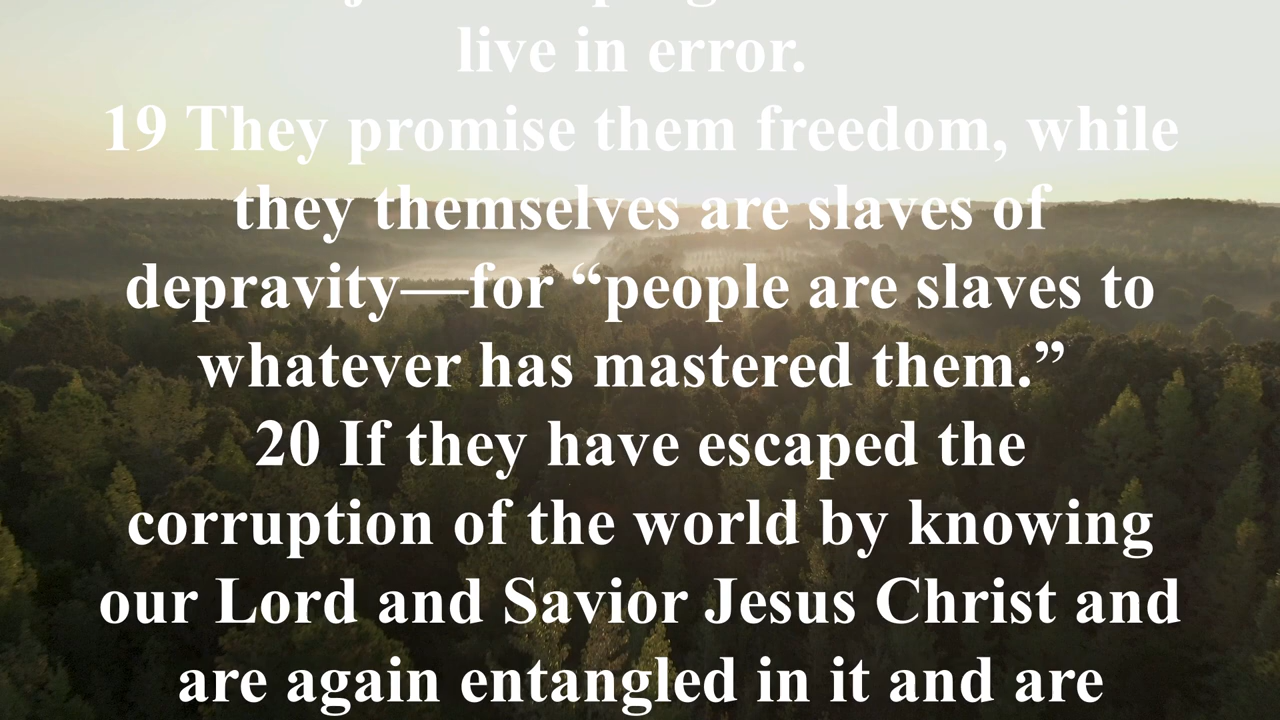 live in error.
19 They promise them freedom, while
they themselves are slaves of
depravity—for “people are slaves to
whatever has mastered them.”
20 If they have escaped the
corruption of the world by knowing
our Lord and Savior Jesus Christ and
are again entangled in it and are